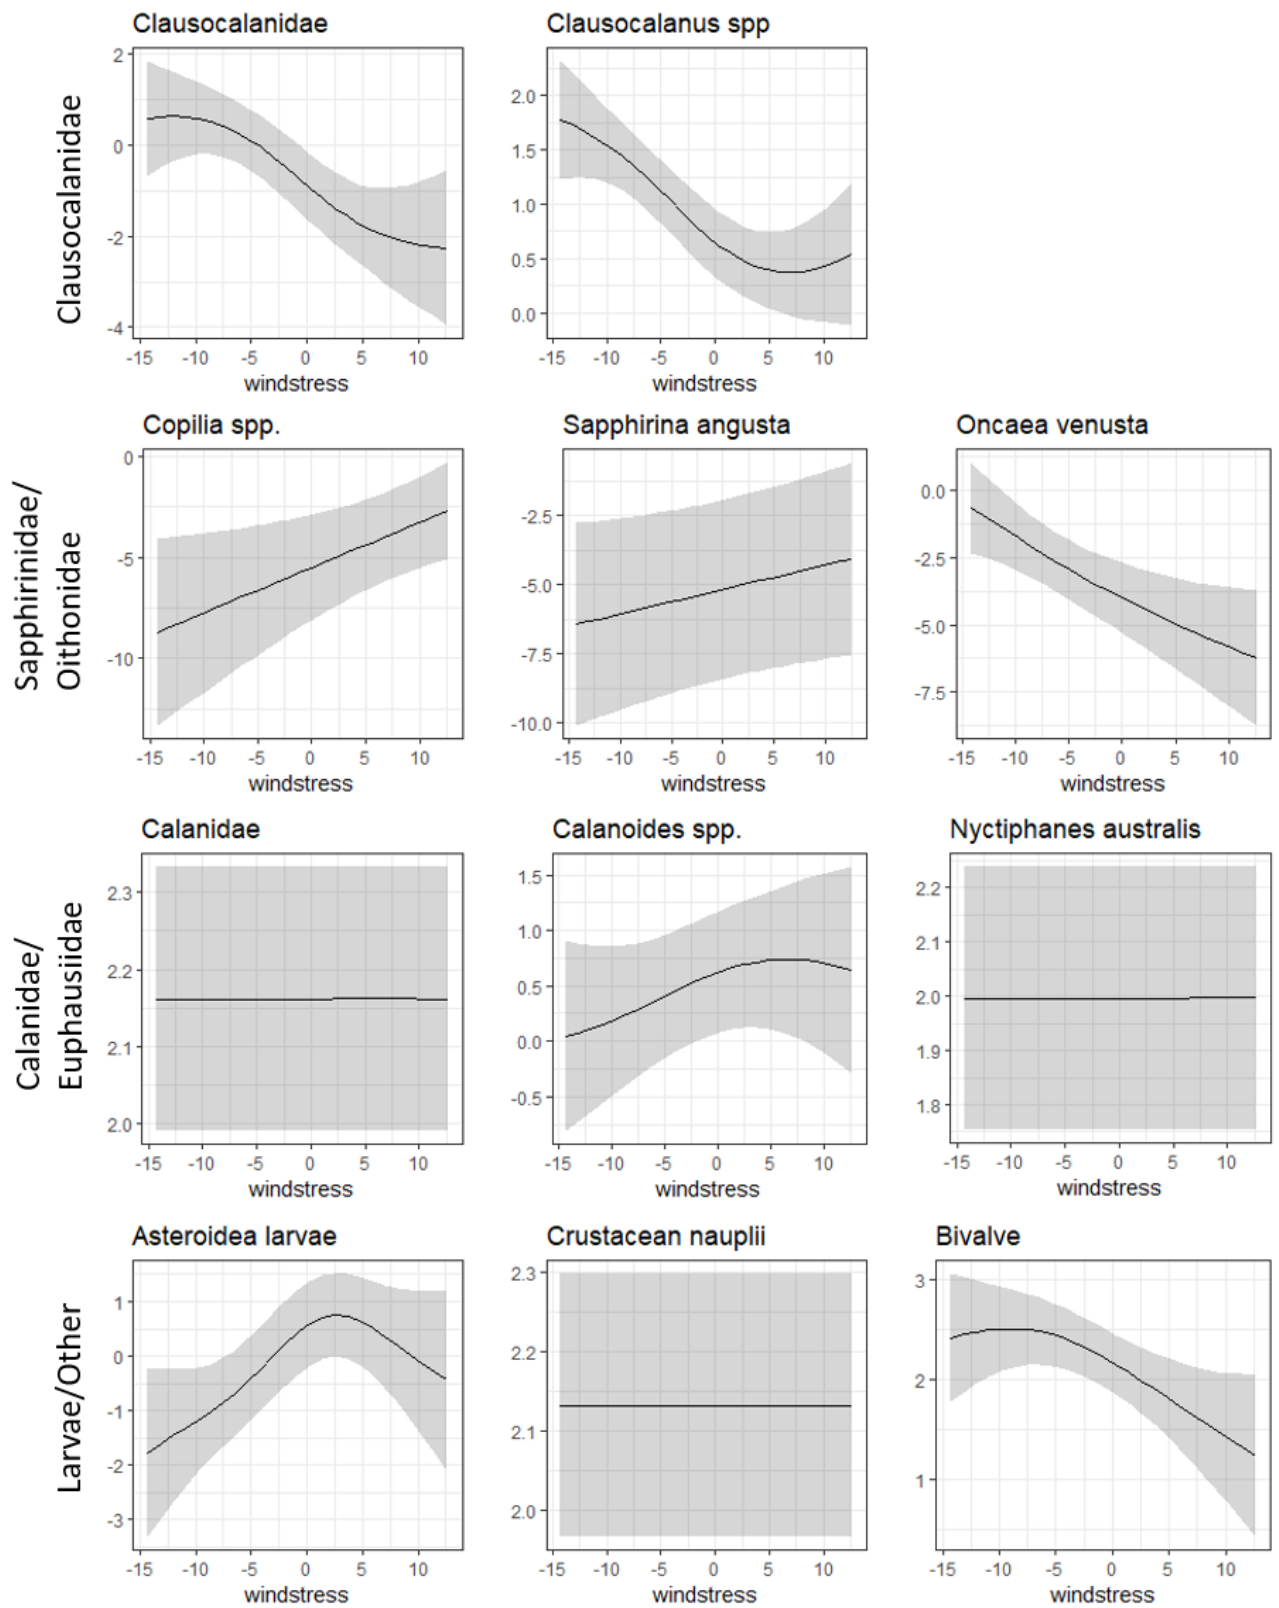 Clausocalanidae
Clausocalanus spp
Clausocalanidae
2
0
-2
-4
-15 -10 -5 0 5 10
windstress
2.0
1.5
1.0
0.5
0.0
-15 -10 -5 0 5 10
windstress
Sapphirinidae/
Oithonidae
Copilia spp.
0
-5
-10
-15 -10 -5 0 5 10
windstress
Sapphirina angusta
-2.5
-5.0
-7.5
-10.0
-15 -10 -5 0 5 10
windstress
Oncaea venusta
0.0
-2.5
-5.0
-7.5
-15 -10 -5 0 5 10
windstress
Calanidae/
Euphausiidae
Calanidae
2.3
2.2
2.1
2.0
-15 -10 -5 0 5 10
windstress
Calanoides spp.
1.5
1.0
0.5
0.0
-0.5
-15 -10 -5 0 5 10
windstress
Nyctiphanes australis
2.2
2.1
2.0
1.9
1.8
-15 -10 -5 0 5 10
windstress
Larvae/Other
Asteroidea larvae
1
0
-1
-2
-3
-15 -10 -5 0 5 10
windstress
Crustacean nauplii
2.3
2.2
2.1
2.0
-15 -10 -5 0 5 10
windstress
Bivalve
3
2
1
-15 -10 -5 0 5 10
windstress